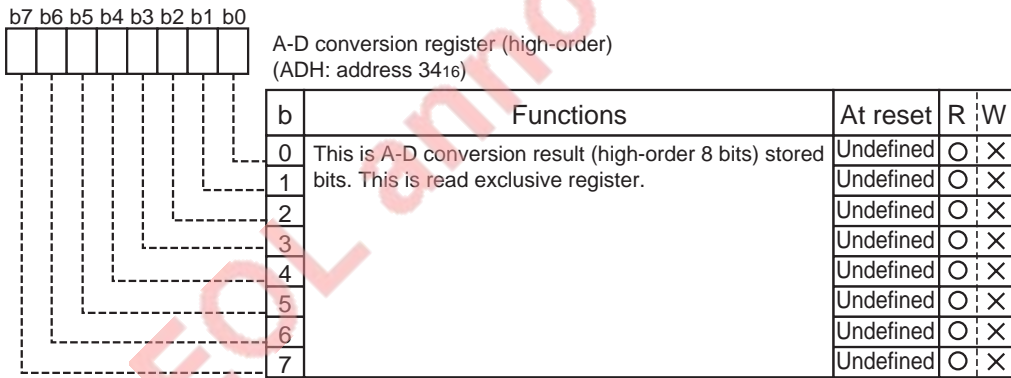 b7 b6 b5 b4 b3 b2 b1 b0
A-D conversion register (high-order)
(ADH: address 3416)
b Functions At reset R W
0 This is A-D conversion result (high-order 8 bits) stored Undefined O ×
1 bits. This is read exclusive register. Undefined O ×
2 Undefined O ×
3 Undefined O ×
4 Undefined O ×
5 Undefined O ×
6 Undefined O ×
7 Undefined O ×
EOL anno